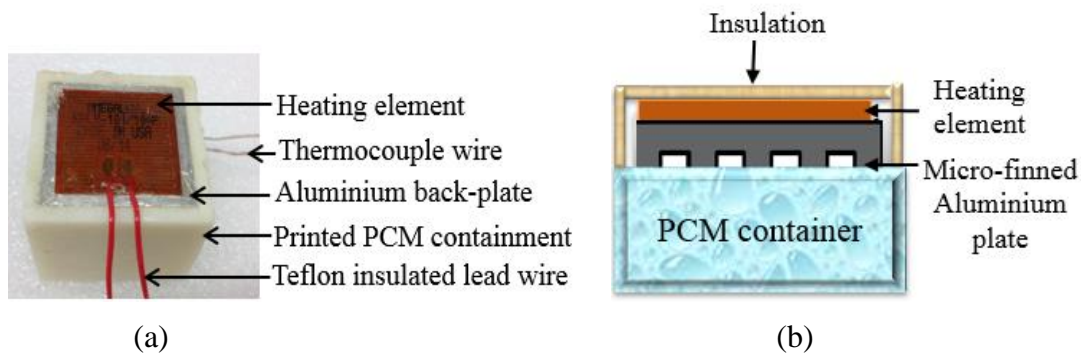 Heating element
Thermocouple wire
Aluminium back-plate
Printed PCM containment
Teflon insulated lead wire
(a)
Insulation
Heating
element
Micro-finned
Aluminium
plate
PCM container
(b)